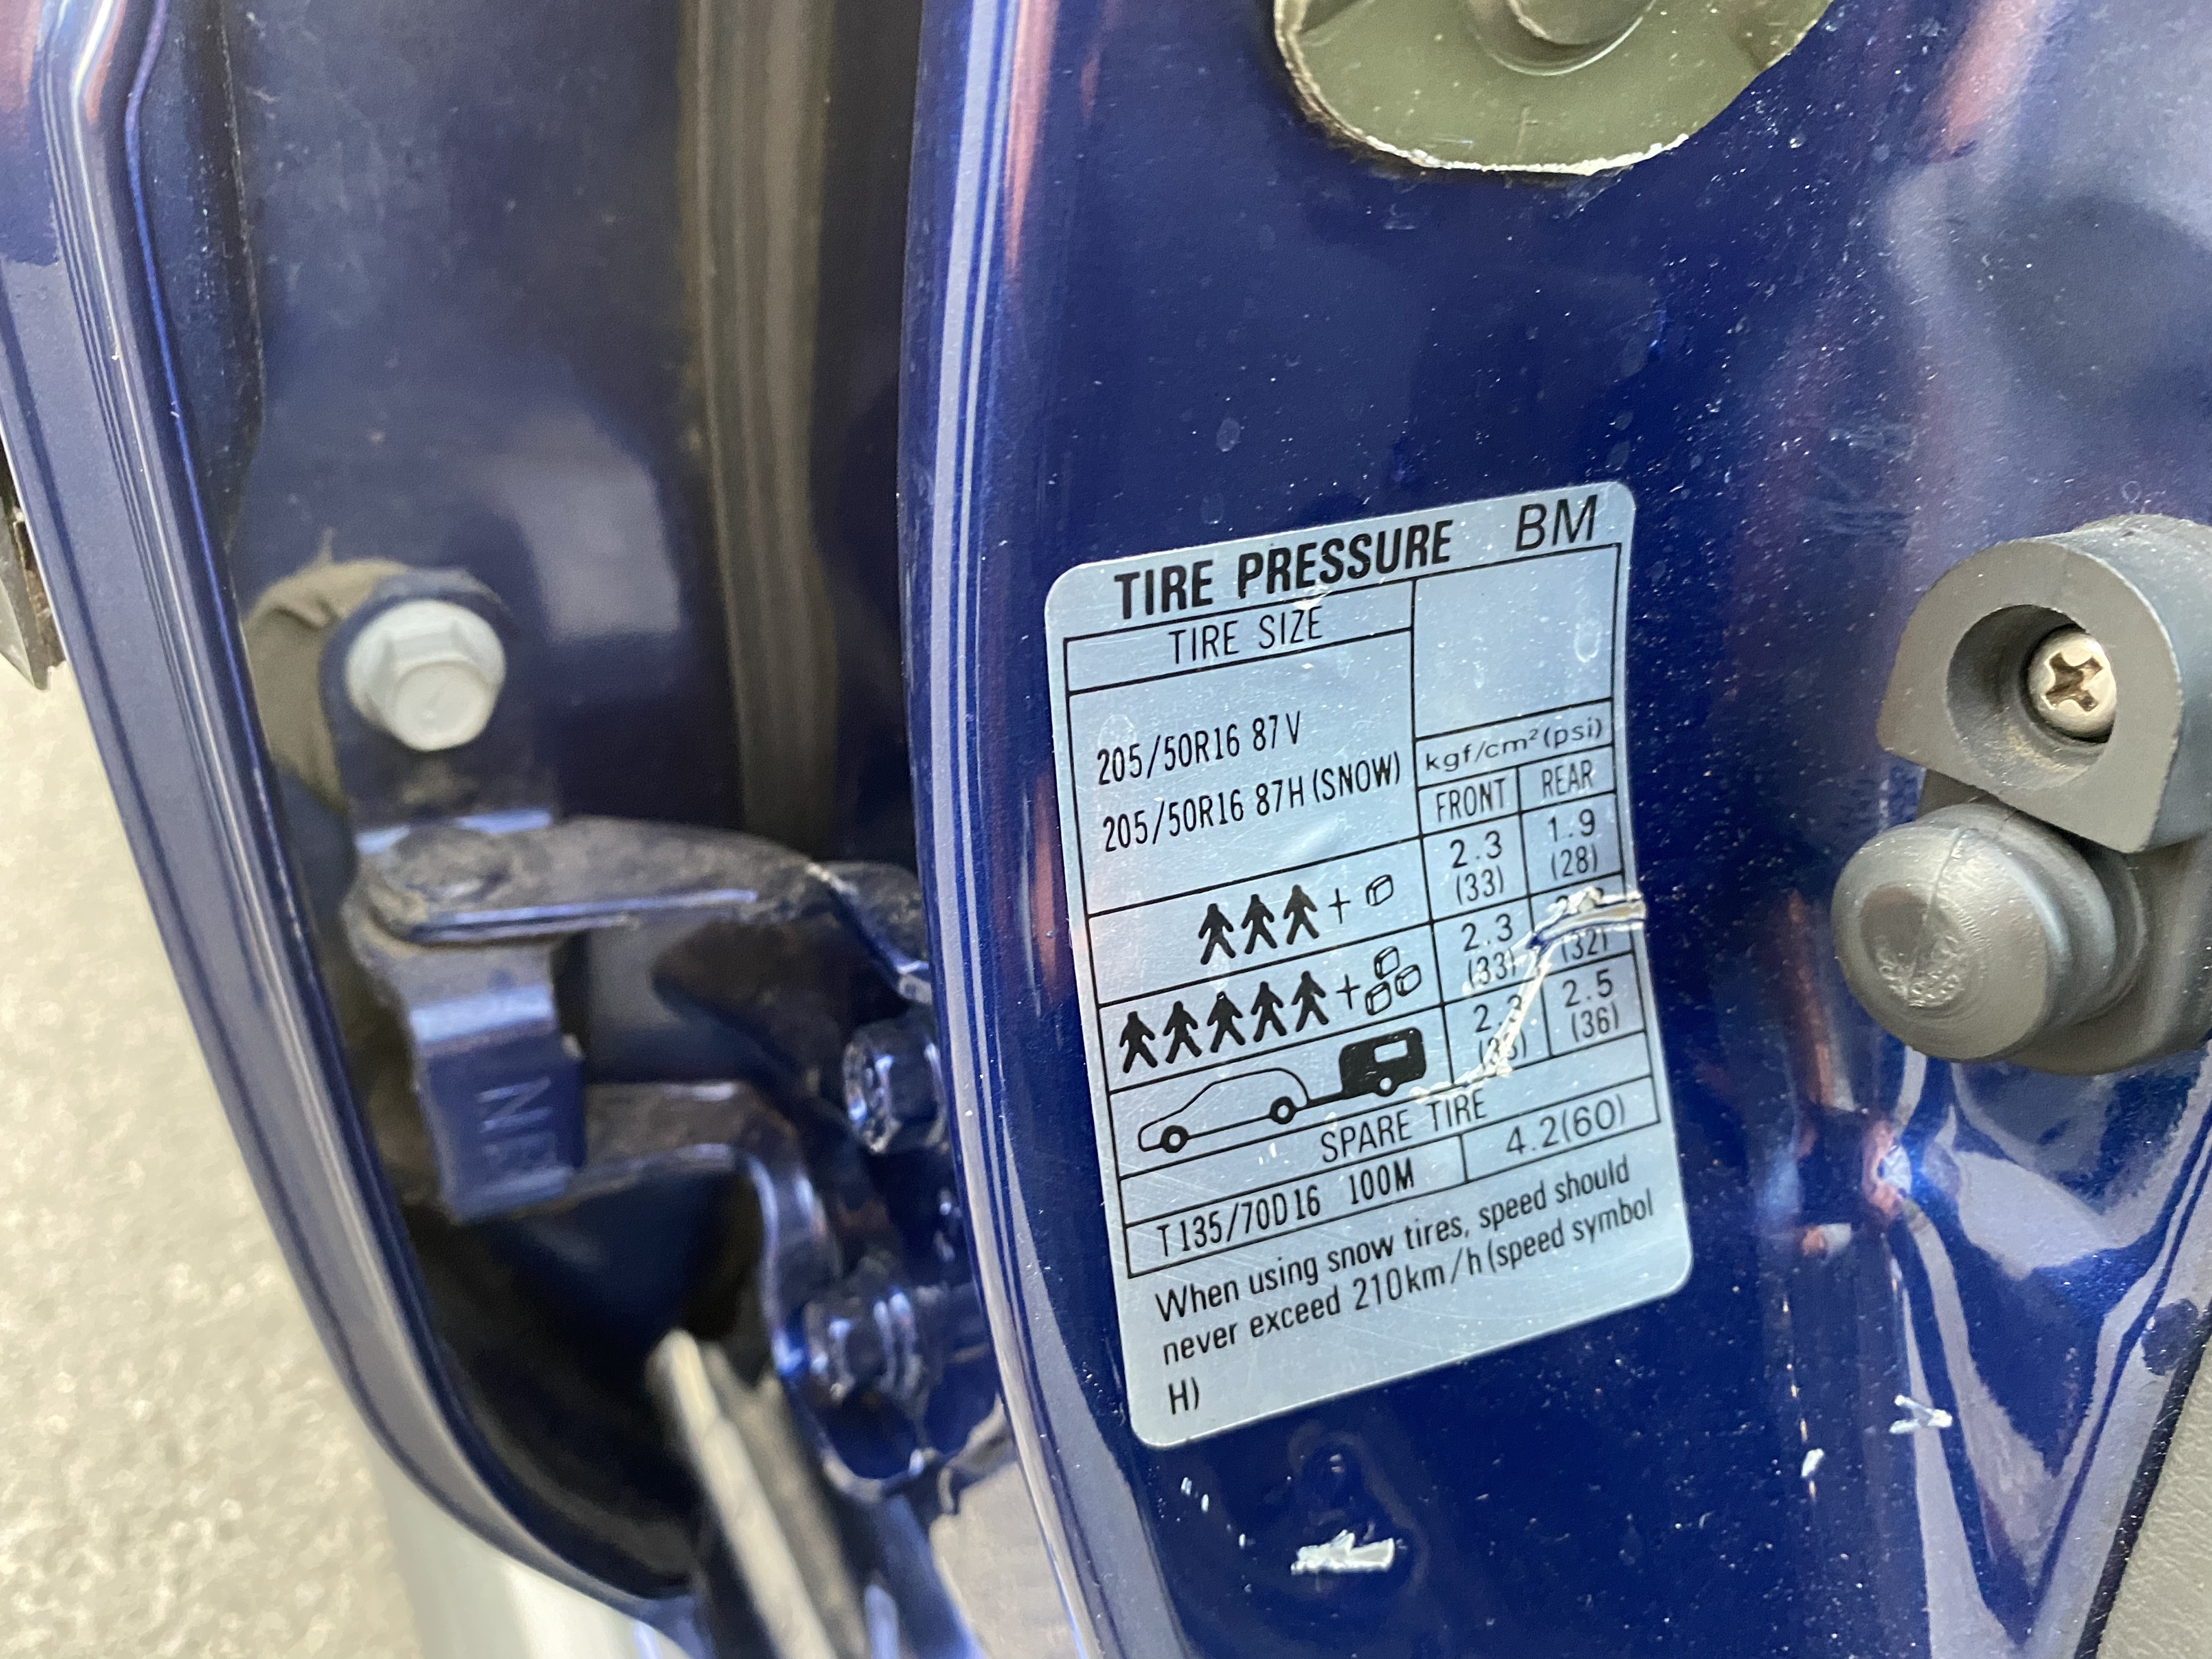 TIRE PRESSURE BM
TIRE SIZE
205/50R16 87V
205/50R16 87H (SNOW)
kgf/cm² (psi)
FRONT REAR
2.3 1.9
(33) (28)
+
2.3
(33) (32)
+
2.5
(36)
SPARE TIRE
T135/70D16 100M 4.2(60)
When using snow tires, speed should
never exceed 210km/h (speed symbol
H)